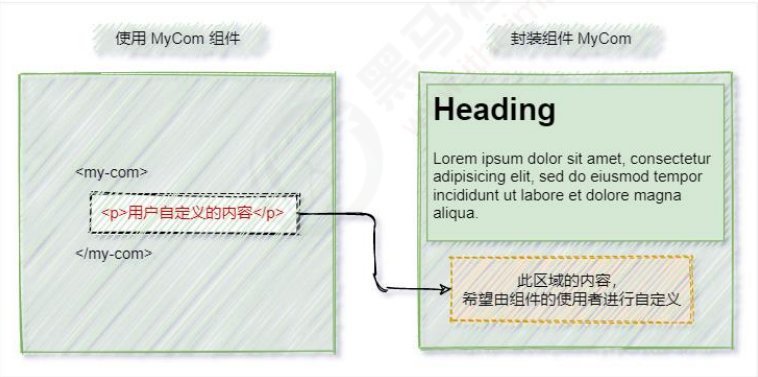 使用 MyCom 组件
<my-com>
<p>用户自定义的内容</p>
</my-com>
封装组件 MyCom
Heading
Lorem ipsum dolor sit amet, consectetur
adipisicing elit, sed do eiusmod tempor
incididunt ut labore et dolore magna
aliqua.
此区域的内容，
希望由组件的使用者进行自定义